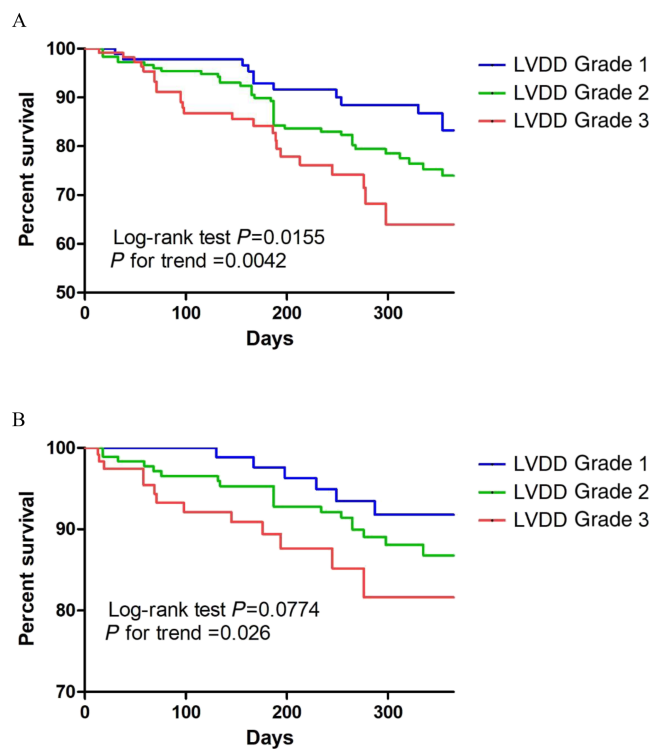 A
100
90
80
70
60
50
Percent survival
0
100
200
300
Days
Log-rank test P=0.0155
P for trend =0.0042
LVDD Grade 1
LVDD Grade 2
LVDD Grade 3
B
100
90
80
70
Percent survival
0
100
200
300
Days
Log-rank test P=0.0774
P for trend =0.026
LVDD Grade 1
LVDD Grade 2
LVDD Grade 3